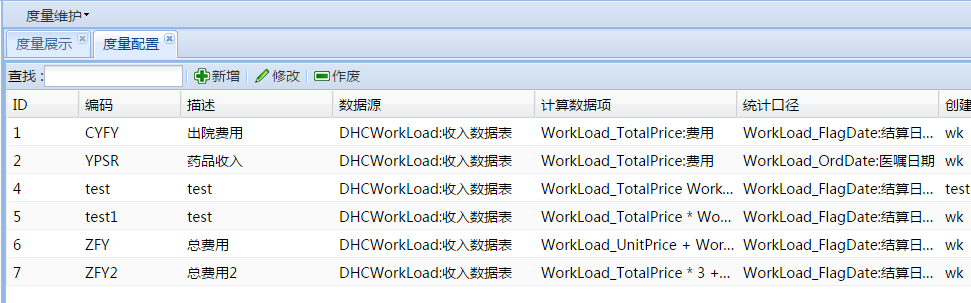 度量维护
度量展示 度量配置
查找 : 新增 修改 作废
ID 编码 描述 数据源 计算数据项 统计口径 创建
1 CYFY 出院费用 DHCWorkLoad:收入数据表 WorkLoad_TotalPrice:费用 WorkLoad_FlagDate:结算日... wk
2 YPSR 药品收入 DHCWorkLoad:收入数据表 WorkLoad_TotalPrice:费用 WorkLoad_OrdDate:医嘱日期 wk
4 test test DHCWorkLoad:收入数据表 WorkLoad_TotalPrice Work... WorkLoad_FlagDate:结算日... test
5 test1 test DHCWorkLoad:收入数据表 WorkLoad_TotalPrice * Wo... WorkLoad_FlagDate:结算日... wk
6 ZFY 总费用 DHCWorkLoad:收入数据表 WorkLoad_UnitPrice + Wor... WorkLoad_FlagDate:结算日... wk
7 ZFY2 总费用2 DHCWorkLoad:收入数据表 WorkLoad_TotalPrice * 3 +... WorkLoad_FlagDate:结算日... wk